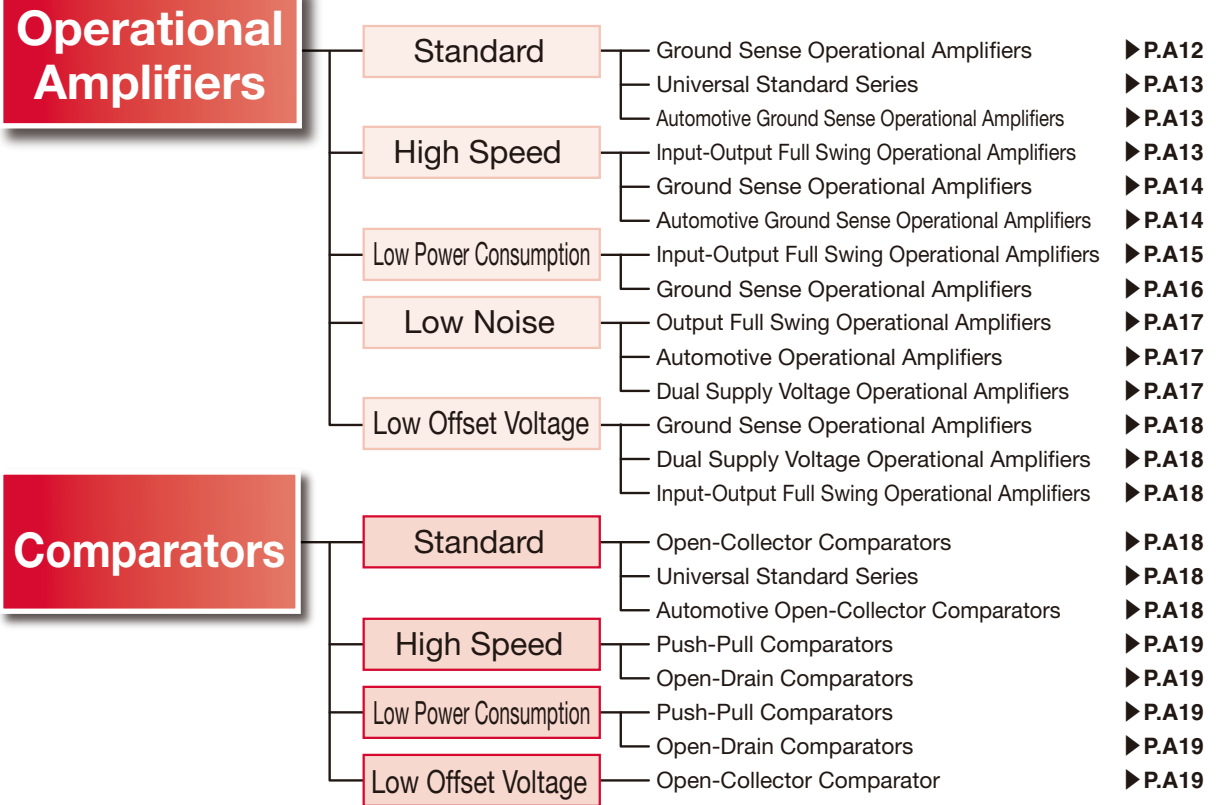 Operational
Amplifiers
Standard
Ground Sense Operational Amplifiers ▶P.A12
Universal Standard Series ▶P.A13
Automotive Ground Sense Operational Amplifiers ▶P.A13
High Speed
Input-Output Full Swing Operational Amplifiers ▶P.A13
Ground Sense Operational Amplifiers ▶P.A14
Automotive Ground Sense Operational Amplifiers ▶P.A14
Low Power Consumption
Input-Output Full Swing Operational Amplifiers ▶P.A15
Ground Sense Operational Amplifiers ▶P.A16
Low Noise
Output Full Swing Operational Amplifiers ▶P.A17
Automotive Operational Amplifiers ▶P.A17
Dual Supply Voltage Operational Amplifiers ▶P.A17
Low Offset Voltage
Ground Sense Operational Amplifiers ▶P.A18
Dual Supply Voltage Operational Amplifiers ▶P.A18
Input-Output Full Swing Operational Amplifiers ▶P.A18
Comparators
Standard
Open-Collector Comparators ▶P.A18
Universal Standard Series ▶P.A18
Automotive Open-Collector Comparators ▶P.A18
High Speed
Push-Pull Comparators ▶P.A19
Open-Drain Comparators ▶P.A19
Low Power Consumption
Push-Pull Comparators ▶P.A19
Open-Drain Comparators ▶P.A19
Low Offset Voltage
Open-Collector Comparator ▶P.A19